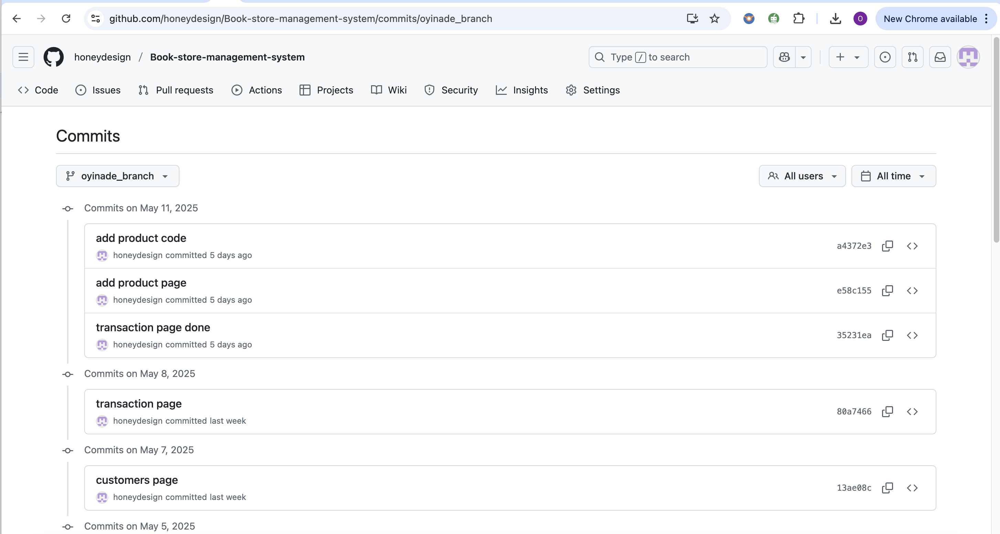 github.com/honeydesign/Book-store-management-system/commits/oyinade_branch
O
New Chrome available
honeydesign / Book-store-management-system
Type / to search
Code Issues Pull requests Actions Projects Wiki Security Insights Settings
Commits
oyinade_branch
All users
All time
Commits on May 11, 2025
add product code
honeydesign committed 5 days ago
a4372e3
add product page
honeydesign committed 5 days ago
e58c155
transaction page done
honeydesign committed 5 days ago
35231ea
Commits on May 8, 2025
transaction page
honeydesign committed last week
80a7466
Commits on May 7, 2025
customers page
honeydesign committed last week
13ae08c
Commits on May 5, 2025